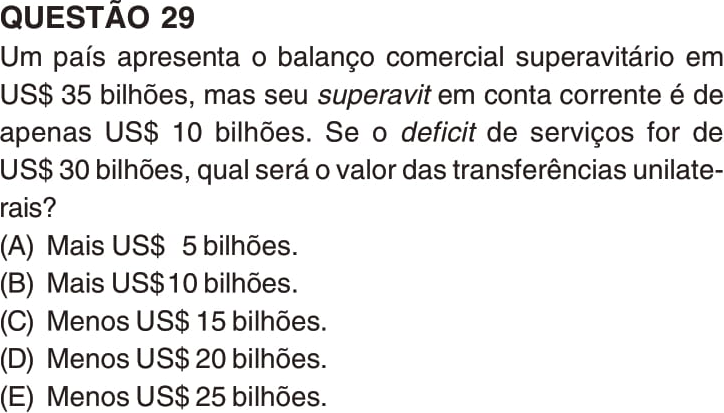 QUESTÃO 29
Um país apresenta o balanço comercial superavitário em
US$ 35 bilhões, mas seu superavit em conta corrente é de
apenas US$ 10 bilhões. Se o deficit de serviços for de
US$ 30 bilhões, qual será o valor das transferências unilate-
rais?
(A) Mais US$ 5 bilhões.
(B) Mais US$ 10 bilhões.
(C) Menos US$ 15 bilhões.
(D) Menos US$ 20 bilhões.
(E) Menos US$ 25 bilhões.